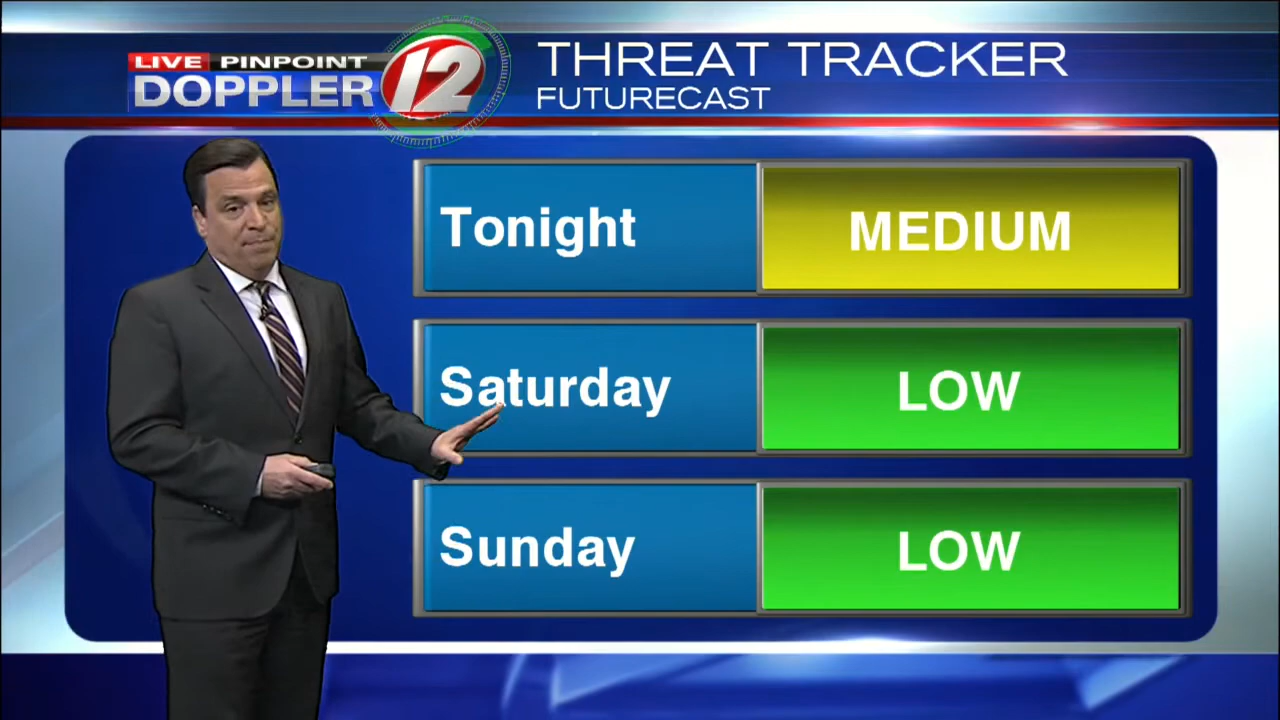 LIVE PINPOINT
DOPPLER 12
THREAT TRACKER
FUTURECAST
Tonight MEDIUM
Saturday LOW
Sunday LOW